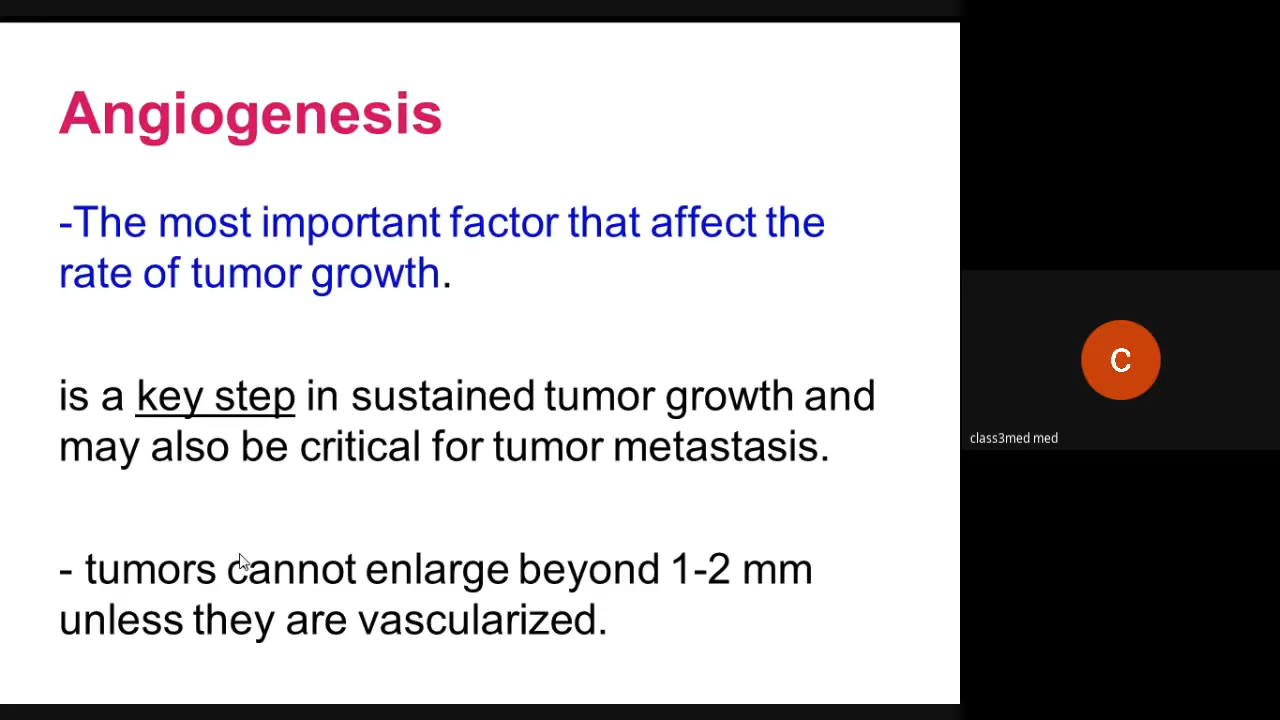 Angiogenesis
-The most important factor that affect the
rate of tumor growth.
is a key step in sustained tumor growth and
may also be critical for tumor metastasis.
- tumors cannot enlarge beyond 1-2 mm
unless they are vascularized.
C
class3med med